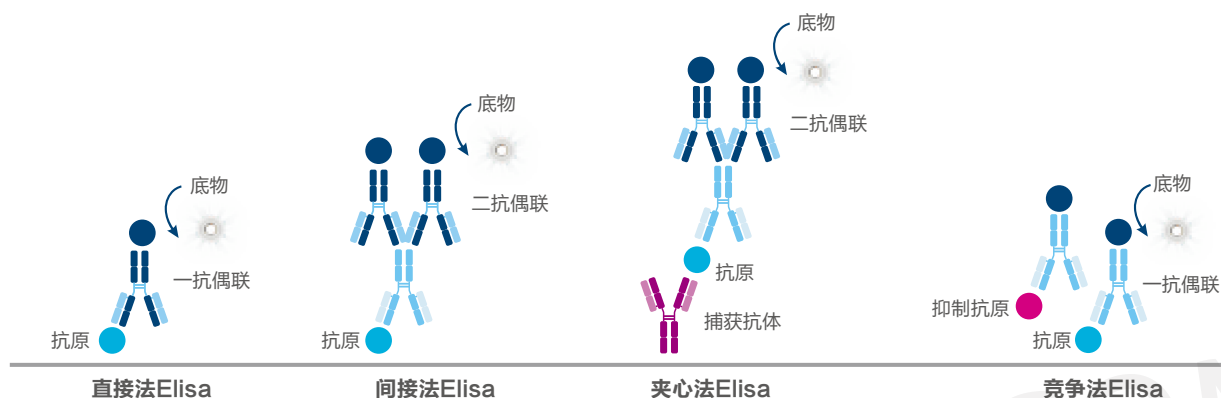 底物
一抗偶联
抗原
直接法Elisa
底物
二抗偶联
抗原
间接法Elisa
底物
二抗偶联
抗原
捕获抗体
夹心法Elisa
底物
一抗偶联
抑制抗原
抗原
竞争法Elisa